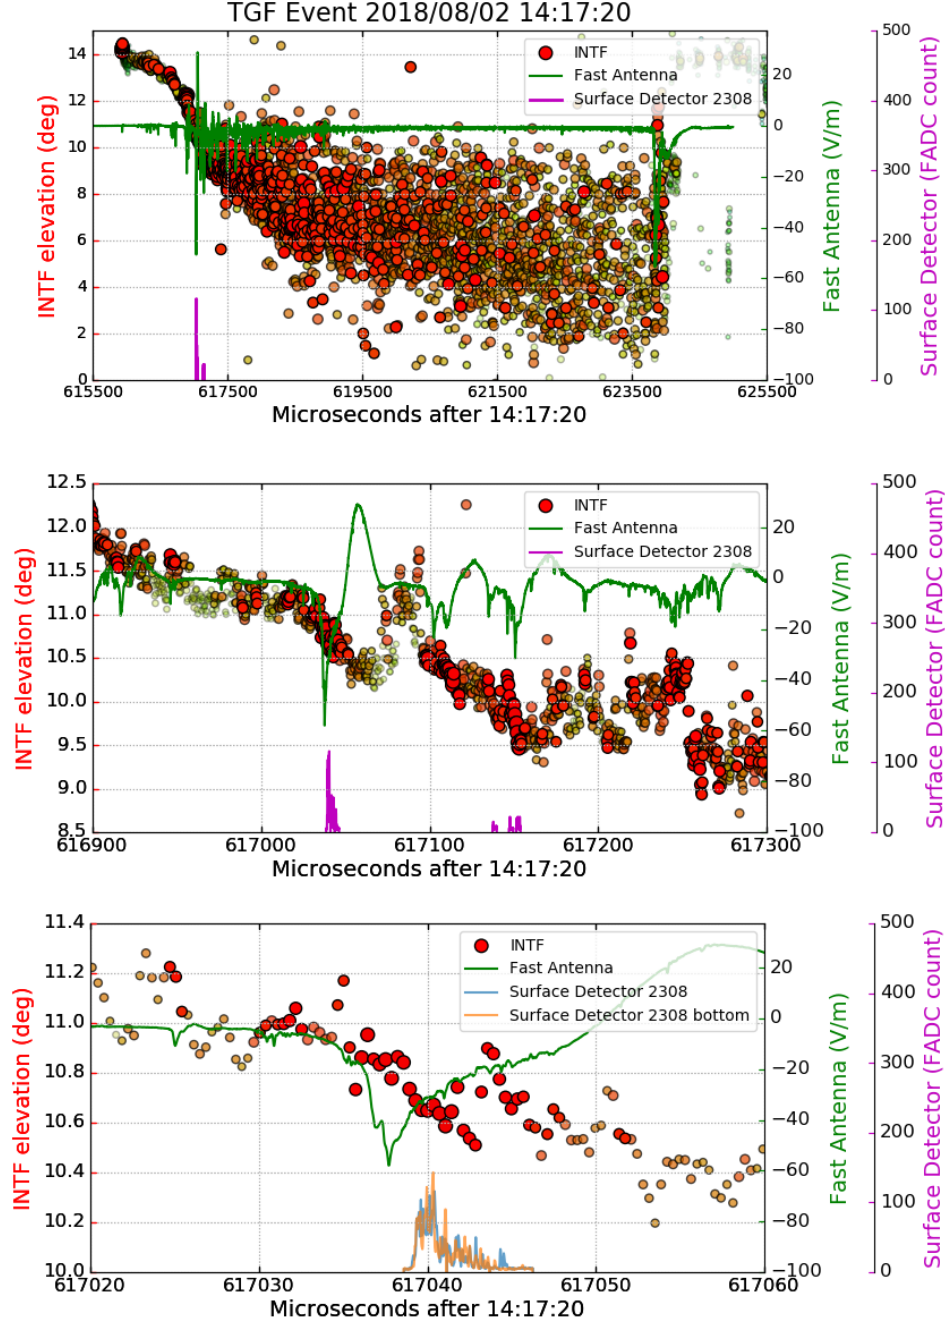 TGF Event 2018/08/02 14:17:20
INTF elevation (deg)
14
12
10
8
6
4
2
0
615500 617500 619500 621500 623500 625500
Microseconds after 14:17:20
INTF
Fast Antenna
Surface Detector 2308
20
0
−20
−40
−60
−80
−100
Fast Antenna (V/m)
500
400
300
200
100
0
Surface Detector (FADC count)
INTF elevation (deg)
12.5
12.0
11.5
11.0
10.5
10.0
9.5
9.0
8.5
616900 617000 617100 617200 617300
Microseconds after 14:17:20
INTF
Fast Antenna
Surface Detector 2308
20
0
−20
−40
−60
−80
−100
Fast Antenna (V/m)
500
400
300
200
100
0
Surface Detector (FADC count)
INTF elevation (deg)
11.4
11.2
11.0
10.8
10.6
10.4
10.2
10.0
617020 617030 617040 617050 617060
Microseconds after 14:17:20
INTF
Fast Antenna
Surface Detector 2308
Surface Detector 2308 bottom
20
0
−20
−40
−60
−80
−100
Fast Antenna (V/m)
500
400
300
200
100
0
Surface Detector (FADC count)